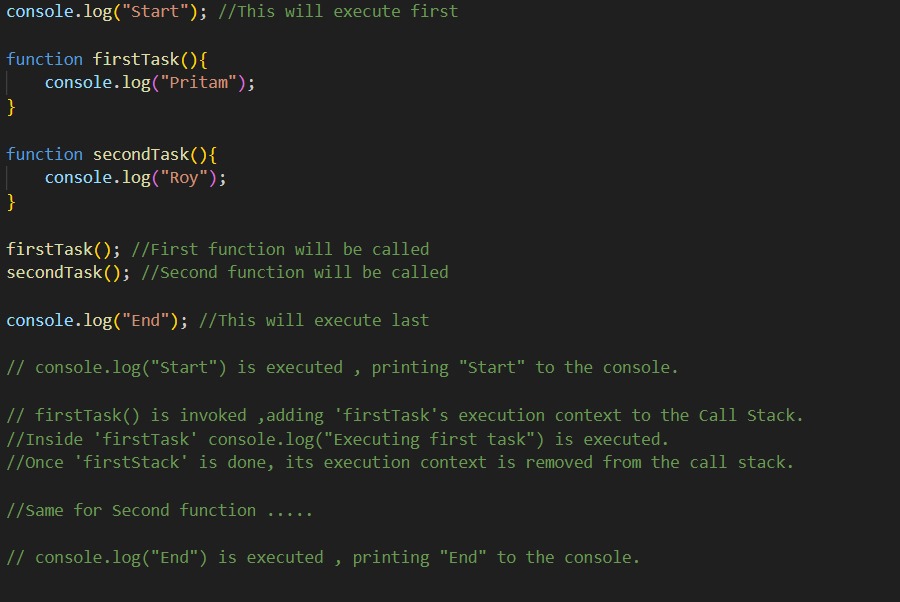 console.log("Start"); //This will execute first
function firstTask(){
console.log("Pritam");
}
function secondTask(){
console.log("Roy");
}
firstTask(); //First function will be called
secondTask(); //Second function will be called
console.log("End"); //This will execute last
// console.log("Start") is executed , printing "Start" to the console.
// firstTask() is invoked ,adding 'firstTask's execution context to the Call Stack.
//Inside 'firstTask' console.log("Executing first task") is executed.
//Once 'firstStack' is done, its execution context is removed from the call stack.
//Same for Second function .....
// console.log("End") is executed , printing "End" to the console.